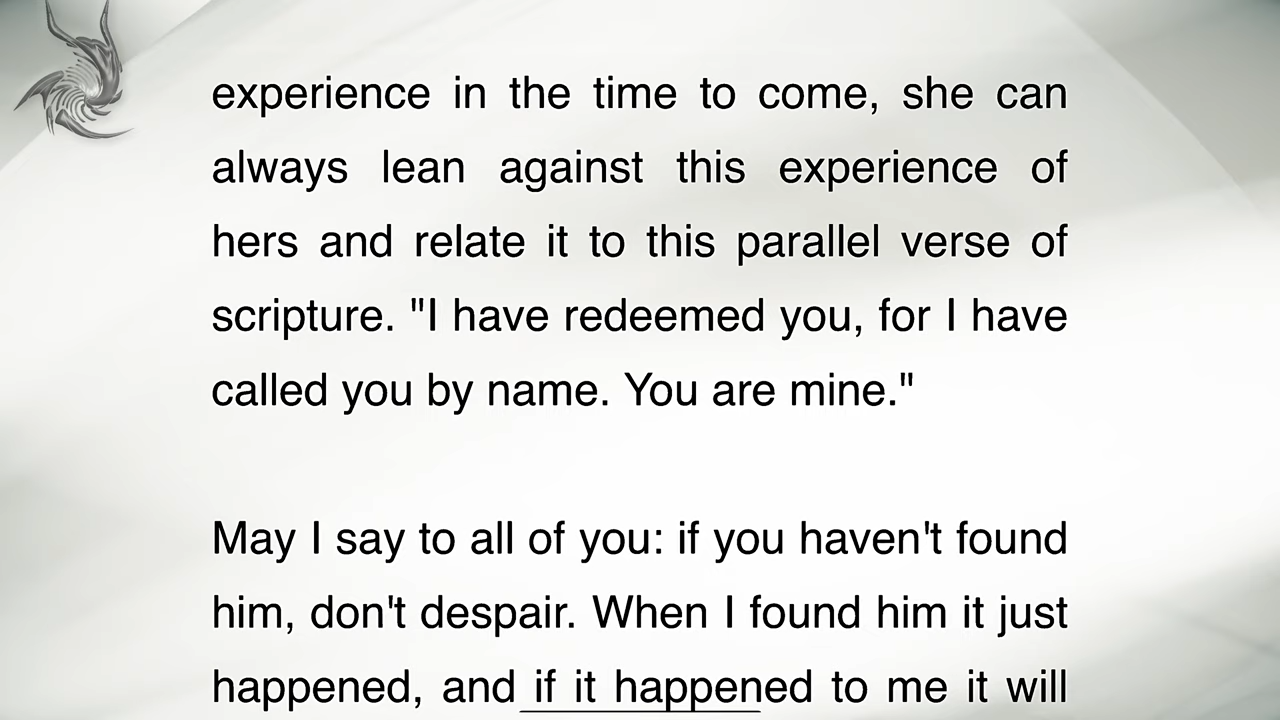 experience in the time to come, she can
always lean against this experience of
hers and relate it to this parallel verse of
scripture. "I have redeemed you, for I have
called you by name. You are mine."
May I say to all of you: if you haven't found
him, don't despair. When I found him it just
happened, and if it happened to me it will